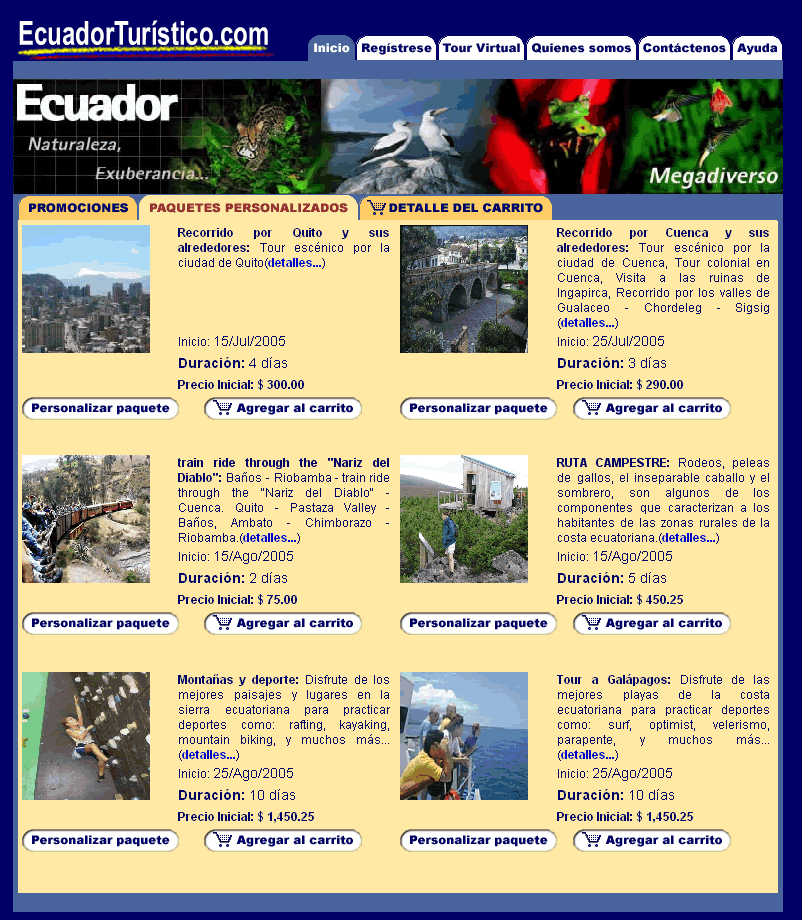 EcuadorTurístico.com
Inicio Regístrese Tour Virtual Quienes somos Contáctenos Ayuda
Ecuador
Naturaleza,
Exuberancia...
Megadiverso
PROMOCIONES PAQUETES PERSONALIZADOS DETALLE DEL CARRITO
Recorrido por Quito y sus
alrededores: Tour escénico por la
ciudad de Quito(detalles...)
Inicio: 15/Jul/2005
Duración: 4 días
Precio Inicial: $ 300.00
Personalizar paquete Agregar al carrito
Recorrido por Cuenca y sus
alrededores: Tour escénico por la
ciudad de Cuenca, Tour colonial en
Cuenca, Visita a las ruinas de
Ingapirca, Recorrido por los valles de
Gualaceo - Chordeleg - Sigsig
(detalles...)
Inicio: 25/Jul/2005
Duración: 3 días
Precio Inicial: $ 290.00
Personalizar paquete Agregar al carrito
train ride through the "Nariz del
Diablo": Baños - Riobamba - train ride
through the "Nariz del Diablo" -
Cuenca. Quito - Pastaza Valley -
Baños, Ambato - Chimborazo -
Riobamba.(detalles...)
Inicio: 15/Ago/2005
Duración: 2 días
Precio Inicial: $ 75.00
Personalizar paquete Agregar al carrito
RUTA CAMPESTRE: Rodeos, peleas
de gallos, el inseparable caballo y el
sombrero, son algunos de los
componentes que caracterizan a los
habitantes de las zonas rurales de la
costa ecuatoriana.(detalles...)
Inicio: 15/Ago/2005
Duración: 5 días
Precio Inicial: $ 450.25
Personalizar paquete Agregar al carrito
Montañas y deporte: Disfrute de los
mejores paisajes y lugares en la
sierra ecuatoriana para practicar
deportes como: rafting, kayaking,
mountain biking, y muchos más...
(detalles...)
Inicio: 25/Ago/2005
Duración: 10 días
Precio Inicial: $ 1,450.25
Personalizar paquete Agregar al carrito
Tour a Galápagos: Disfrute de las
mejores playas de la costa
ecuatoriana para practicar deportes
como: surf, optimist, velerismo,
parapente, y muchos más...
(detalles...)
Inicio: 25/Ago/2005
Duración: 10 días
Precio Inicial: $ 1,450.25
Personalizar paquete Agregar al carrito